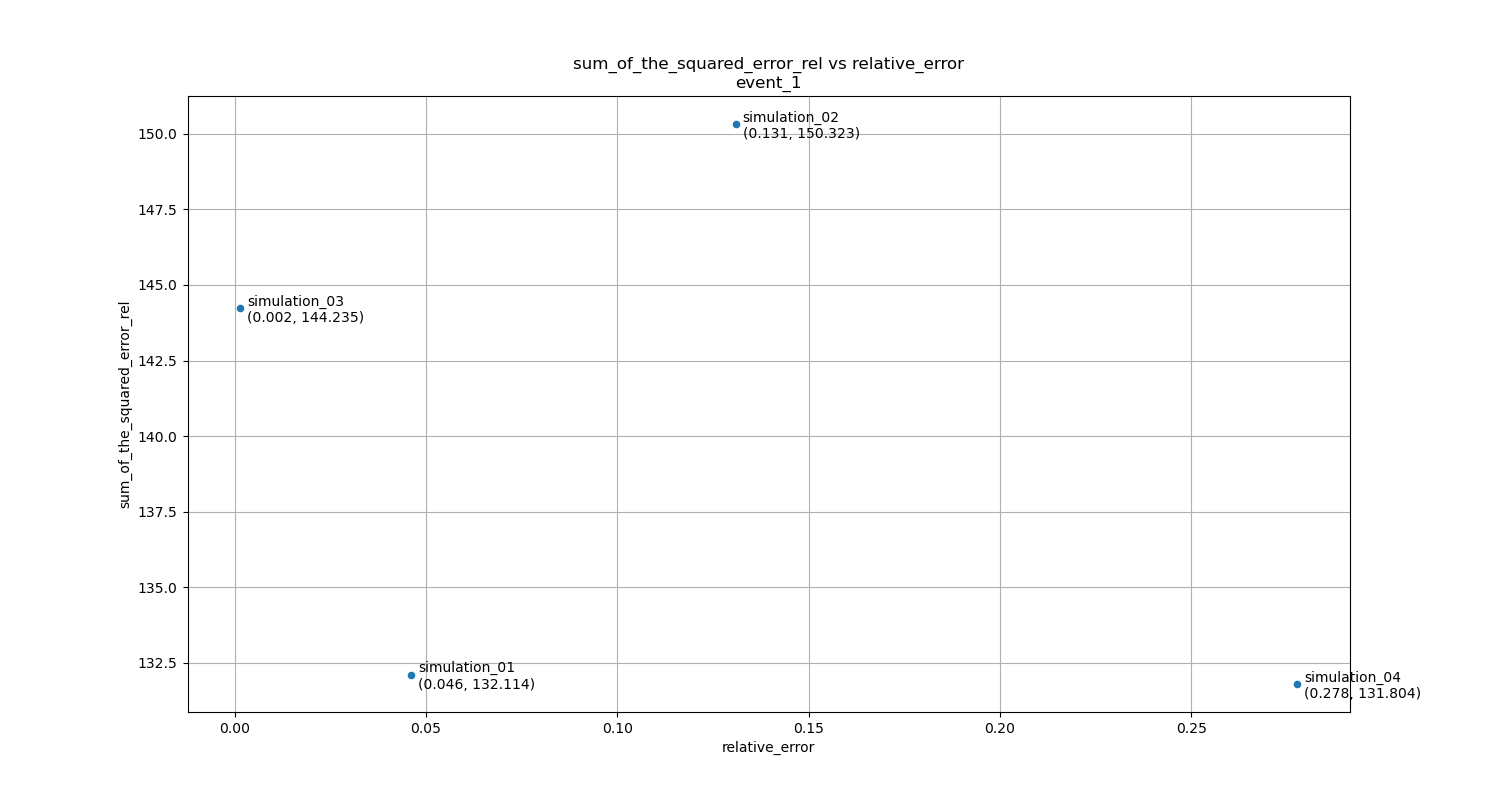 sum_of_the_squared_error_rel vs relative_error
event_1
sum_of_the_squared_error_rel
150.0
147.5
145.0
142.5
140.0
137.5
135.0
132.5
simulation_02
(0.131, 150.323)
simulation_03
(0.002, 144.235)
simulation_01
(0.046, 132.114)
simulation_04
(0.278, 131.804)
0.00
0.05
0.10
0.15
0.20
0.25
relative_error